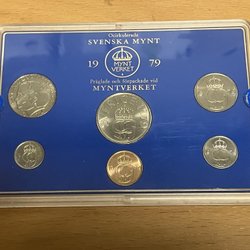 Ocirkulerade
SVENSKA MYNT
19 MYNT VERKET 79
Präglade och förpackade vid
MYNTVERKET